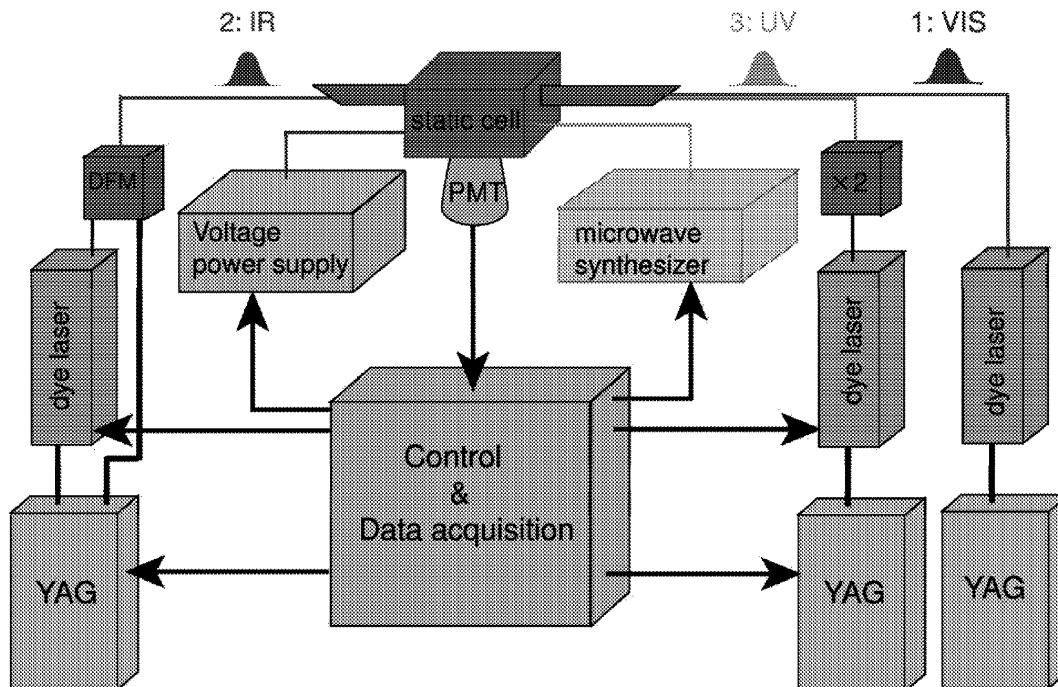 2: IR
3: UV
1: VIS
static cell
DFM
PMT
×2
Voltage
power supply
microwave
synthesizer
dye laser
dye laser
dye laser
Control
&
Data acquisition
YAG
YAG
YAG